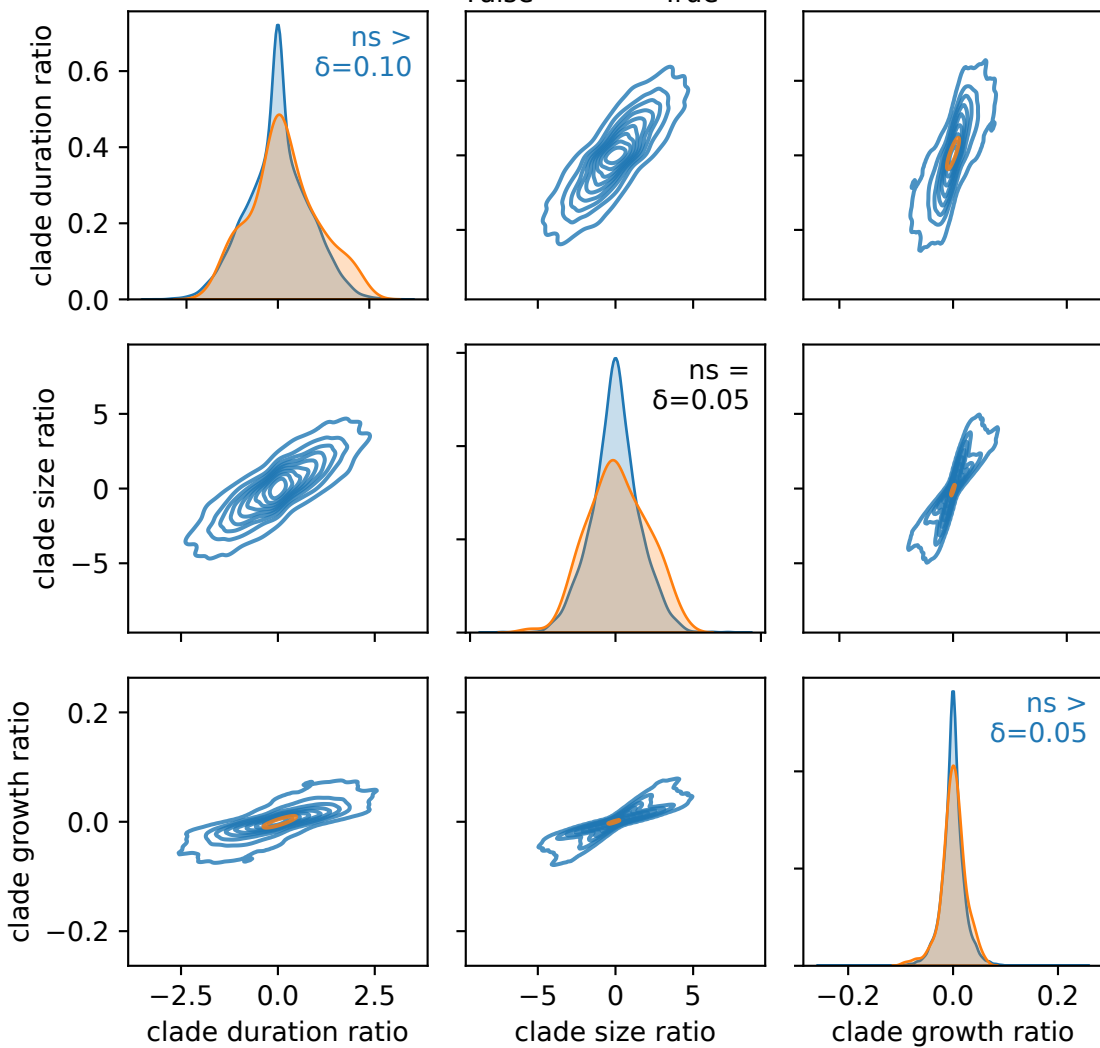 False True
clade duration ratio
0.6
0.4
0.2
0.0
ns >
δ=0.10
clade size ratio
5
0
−5
ns =
δ=0.05
clade growth ratio
0.2
0.0
−0.2
ns >
δ=0.05
−2.5 0.0 2.5
−5 0 5
−0.2 0.0 0.2
clade duration ratio
clade size ratio
clade growth ratio